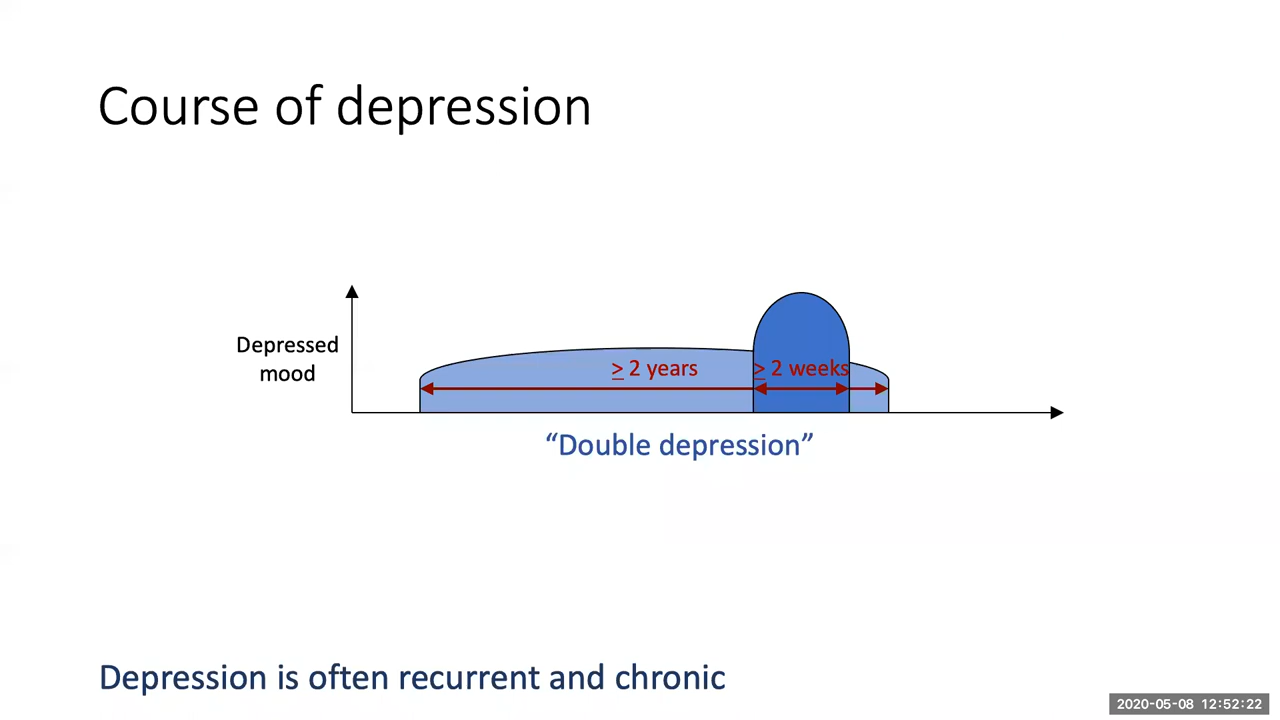 Course of depression
Depressed
mood
≥ 2 years
≥ 2 weeks
“Double depression”
Depression is often recurrent and chronic
2020-05-08 12:52:22